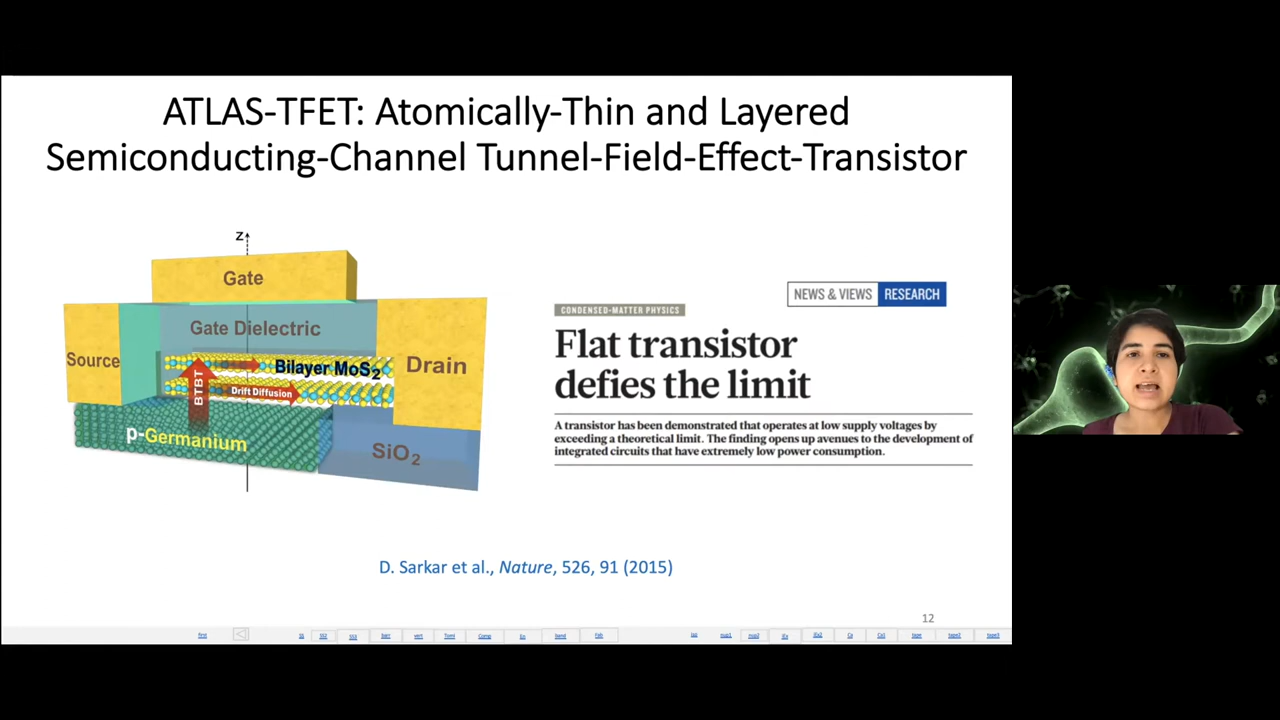 ATLAS-TFET: Atomically-Thin and Layered
Semiconducting-Channel Tunnel-Field-Effect-Transistor
Z
Gate
Gate Dielectric
Source
Bilayer MoS₂
Drain
BTBT
Drift Diffusion
p-Germanium
SiO₂
NEWS & VIEWS RESEARCH
CONDENSED-MATTER PHYSICS
Flat transistor
defies the limit
A transistor has been demonstrated that operates at low supply voltages by
exceeding a theoretical limit. The finding opens up avenues to the development of
integrated circuits that have extremely low power consumption.
D. Sarkar et al., Nature, 526, 91 (2015)
12